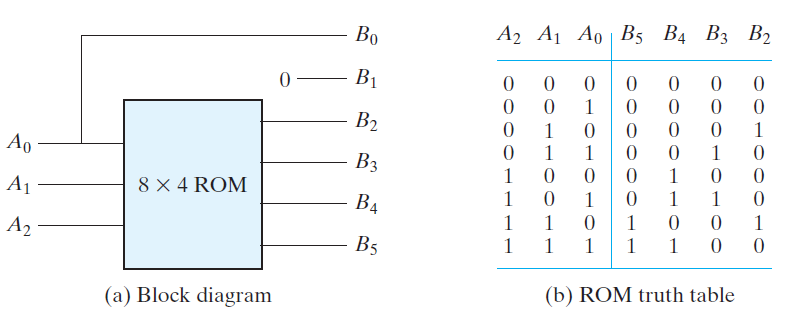 B₀
0 B₁
B₂
A₀
B₃
A₁ 8 × 4 ROM
B₄
A₂
B₅
(a) Block diagram
A₂ A₁ A₀ B₅ B₄ B₃ B₂
0 0 0 0 0 0 0
0 0 1 0 0 0 0
0 1 0 0 0 0 1
0 1 1 0 0 1 0
1 0 0 0 1 0 0
1 0 1 0 1 1 0
1 1 0 1 0 0 1
1 1 1 1 1 0 0
(b) ROM truth table